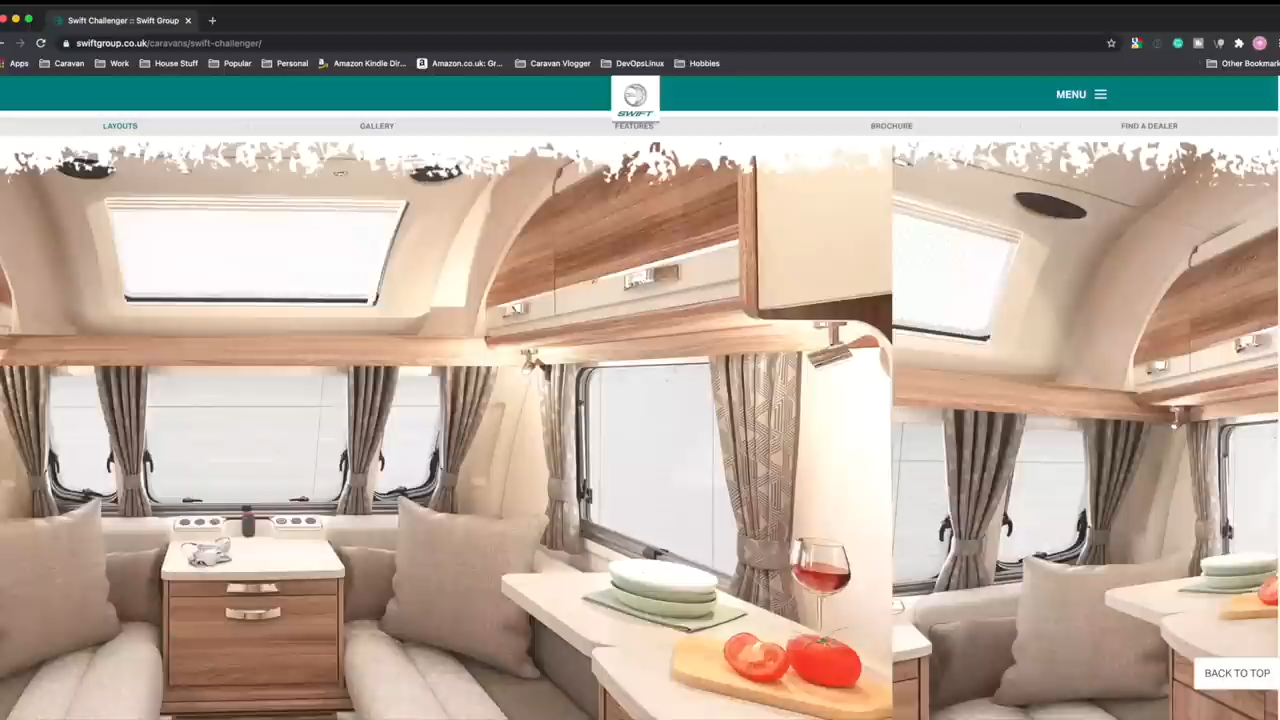 Swift Challenger :: Swift Group
swiftgroup.co.uk/caravans/swift-challenger/
Apps Caravan Work House Stuff Popular Personal Amazon Kindle Dir... Amazon.co.uk: Gr... Caravan Vlogger DevOpsLinux Hobbies Other Bookmark
SWIFT
MENU
LAYOUTS GALLERY FEATURES BROCHURE FIND A DEALER
BACK TO TOP